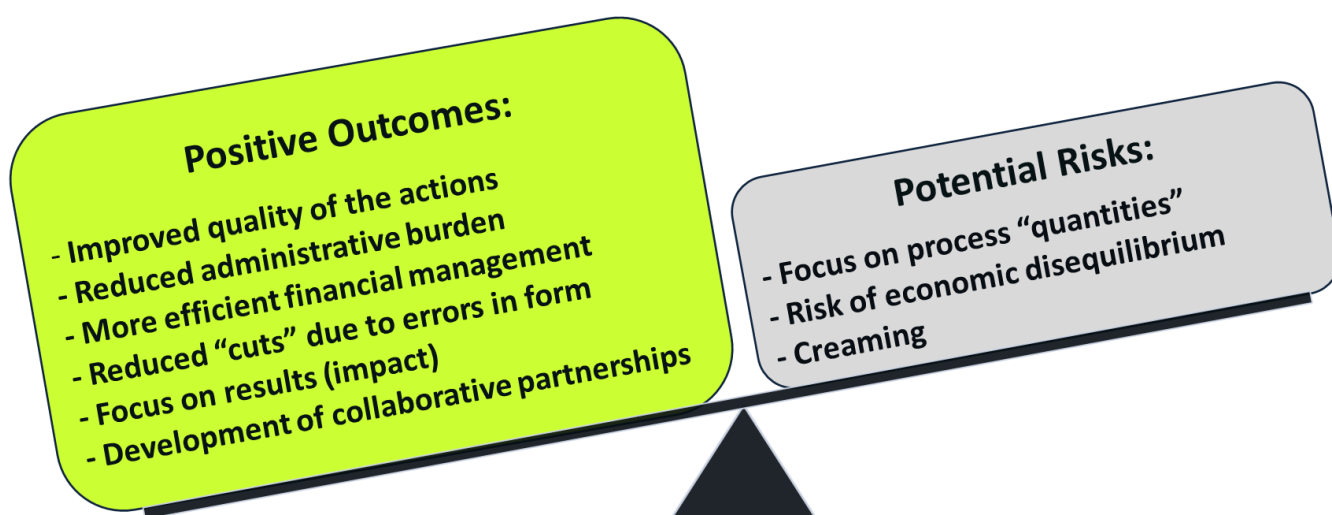 Positive Outcomes:
- Improved quality of the actions
- Reduced administrative burden
- More efficient financial management
- Reduced “cuts” due to errors in form
- Focus on results (impact)
- Development of collaborative partnerships
Potential Risks:
- Focus on process “quantities”
- Risk of economic disequilibrium
- Creaming